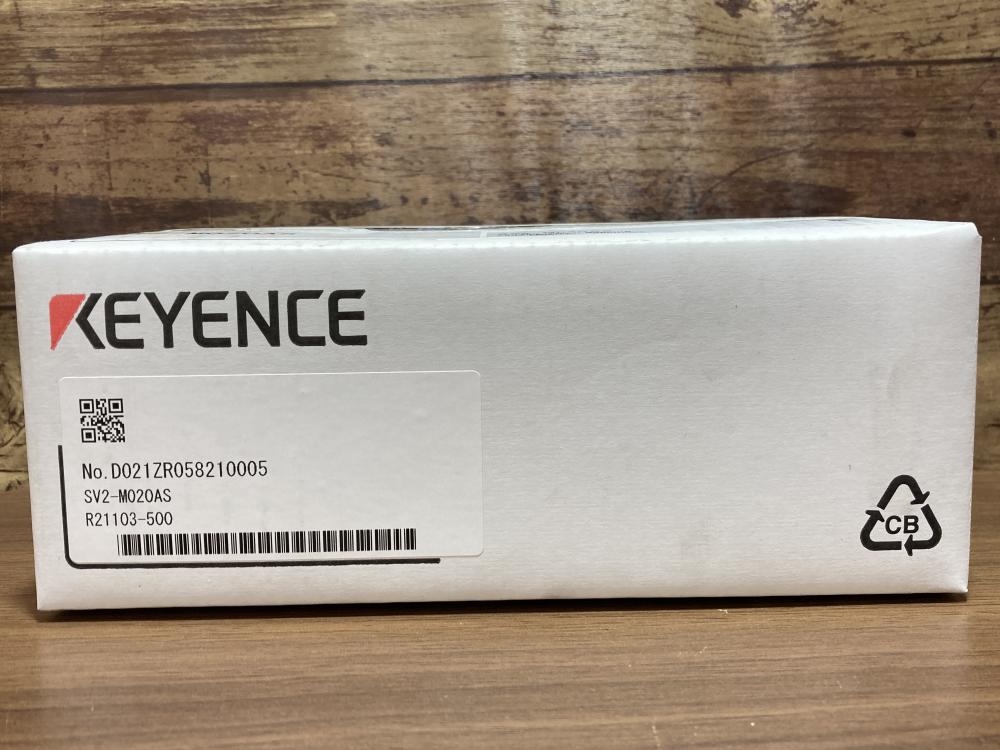 KEYENCE
No.D021ZR058210005
SV2-M020AS
R21103-500
CB